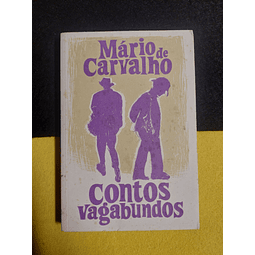 Mário de
Carvalho
contos
vagabundos